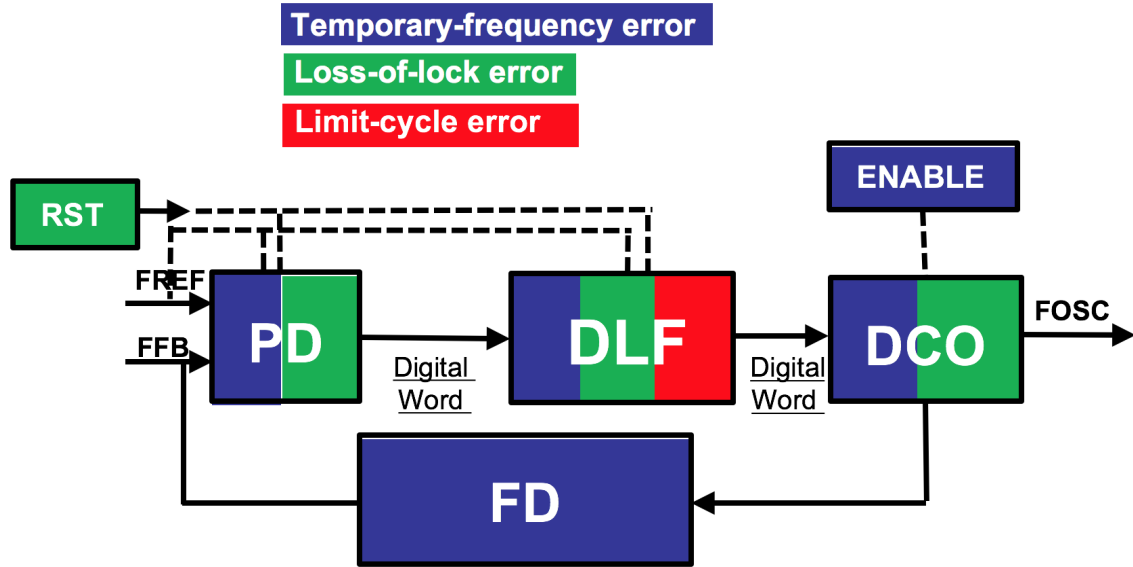 Temporary-frequency error
Loss-of-lock error
Limit-cycle error
ENABLE
RST
FREF
FFB
PD
Digital
Word
DLF
Digital
Word
DCO
FOSC
FD